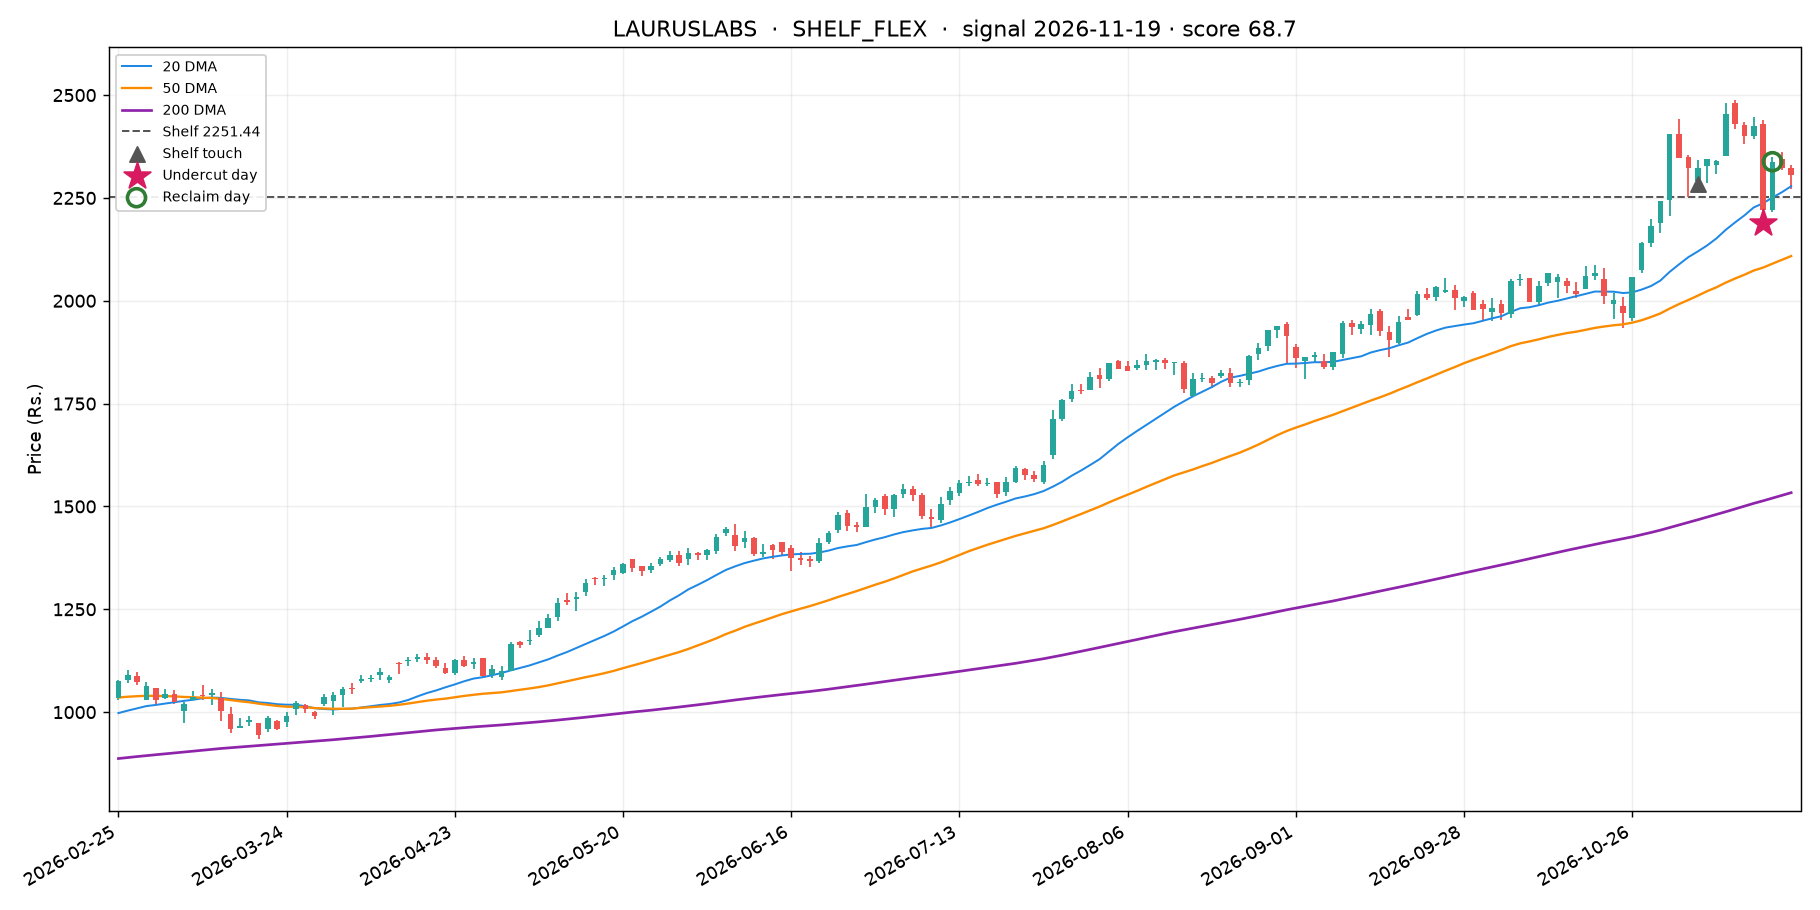 LAURUSLABS · SHELF_FLEX · signal 2026-11-19 · score 68.7
20 DMA
50 DMA
200 DMA
Shelf 2251.44
Shelf touch
Undercut day
Reclaim day
Price (Rs.)
2500
2250
2000
1750
1500
1250
1000
2026-02-25
2026-03-24
2026-04-23
2026-05-20
2026-06-16
2026-07-13
2026-08-06
2026-09-01
2026-09-28
2026-10-26